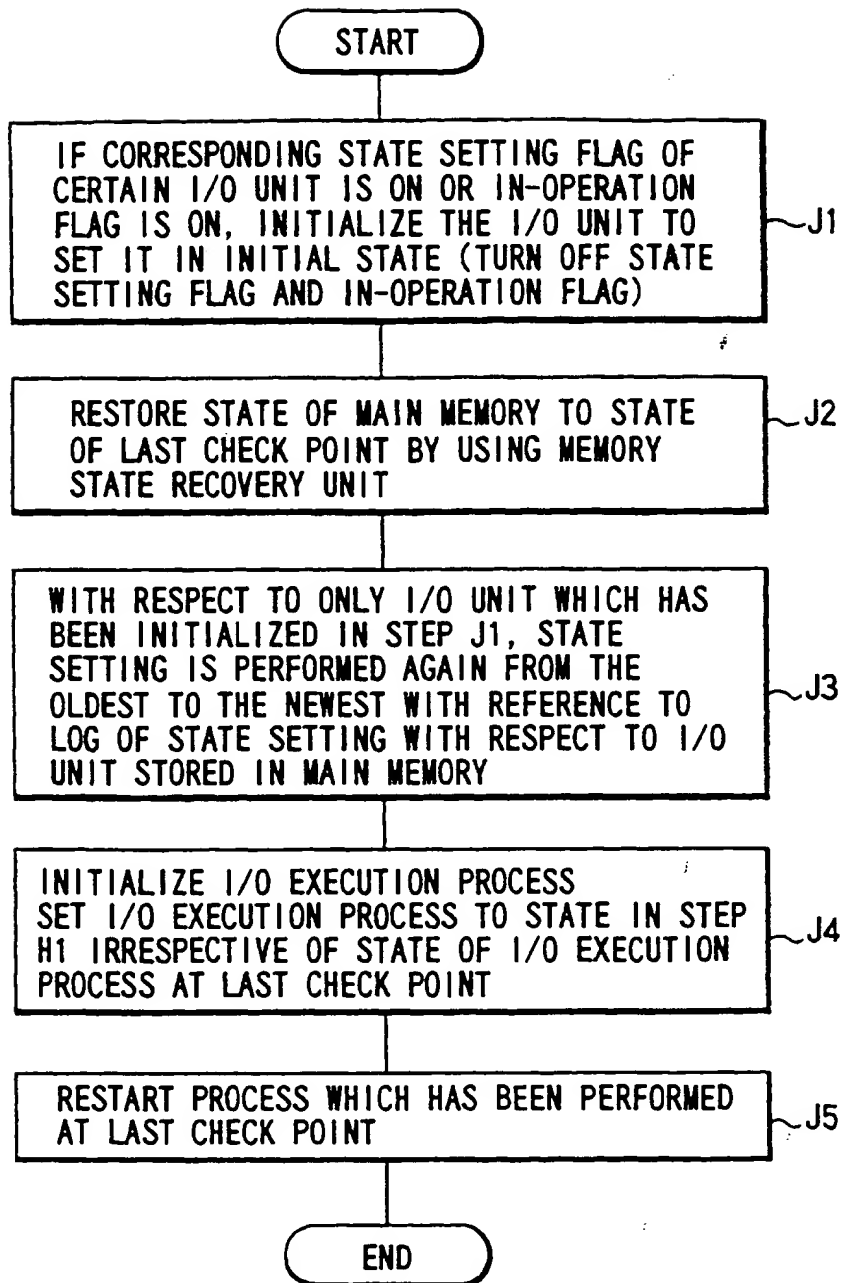 START
IF CORRESPONDING STATE SETTING FLAG OF
CERTAIN I/O UNIT IS ON OR IN-OPERATION
FLAG IS ON, INITIALIZE THE I/O UNIT TO
SET IT IN INITIAL STATE (TURN OFF STATE
SETTING FLAG AND IN-OPERATION FLAG)
J1
RESTORE STATE OF MAIN MEMORY TO STATE
OF LAST CHECK POINT BY USING MEMORY
STATE RECOVERY UNIT
J2
WITH RESPECT TO ONLY I/O UNIT WHICH HAS
BEEN INITIALIZED IN STEP J1, STATE
SETTING IS PERFORMED AGAIN FROM THE
OLDEST TO THE NEWEST WITH REFERENCE TO
LOG OF STATE SETTING WITH RESPECT TO I/O
UNIT STORED IN MAIN MEMORY
J3
INITIALIZE I/O EXECUTION PROCESS
SET I/O EXECUTION PROCESS TO STATE IN STEP
H1 IRRESPECTIVE OF STATE OF I/O EXECUTION
PROCESS AT LAST CHECK POINT
J4
RESTART PROCESS WHICH HAS BEEN PERFORMED
AT LAST CHECK POINT
J5
END